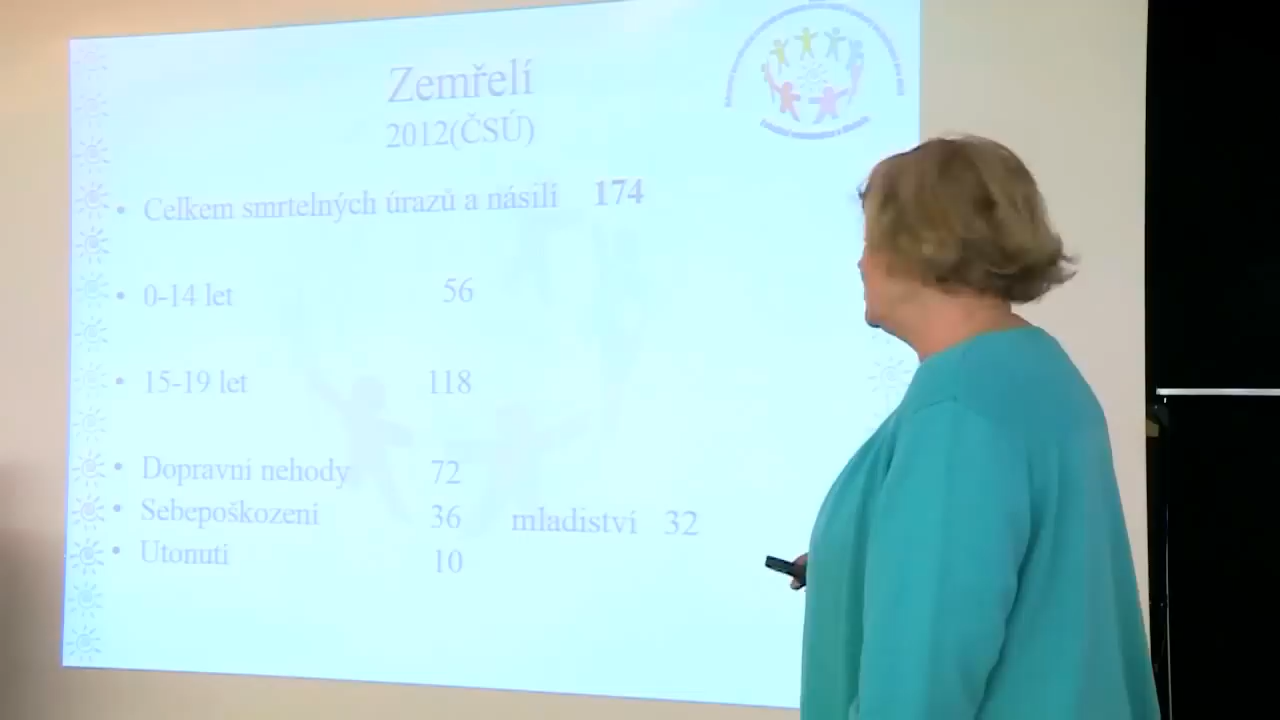 Zemřelí
2012(ČSÚ)
• Celkem smrtelných úrazů a násilí 174
• 0-14 let 56
• 15-19 let 118
• Dopravní nehody 72
• Sebepoškození 36 mladiství 32
• Utonutí 10